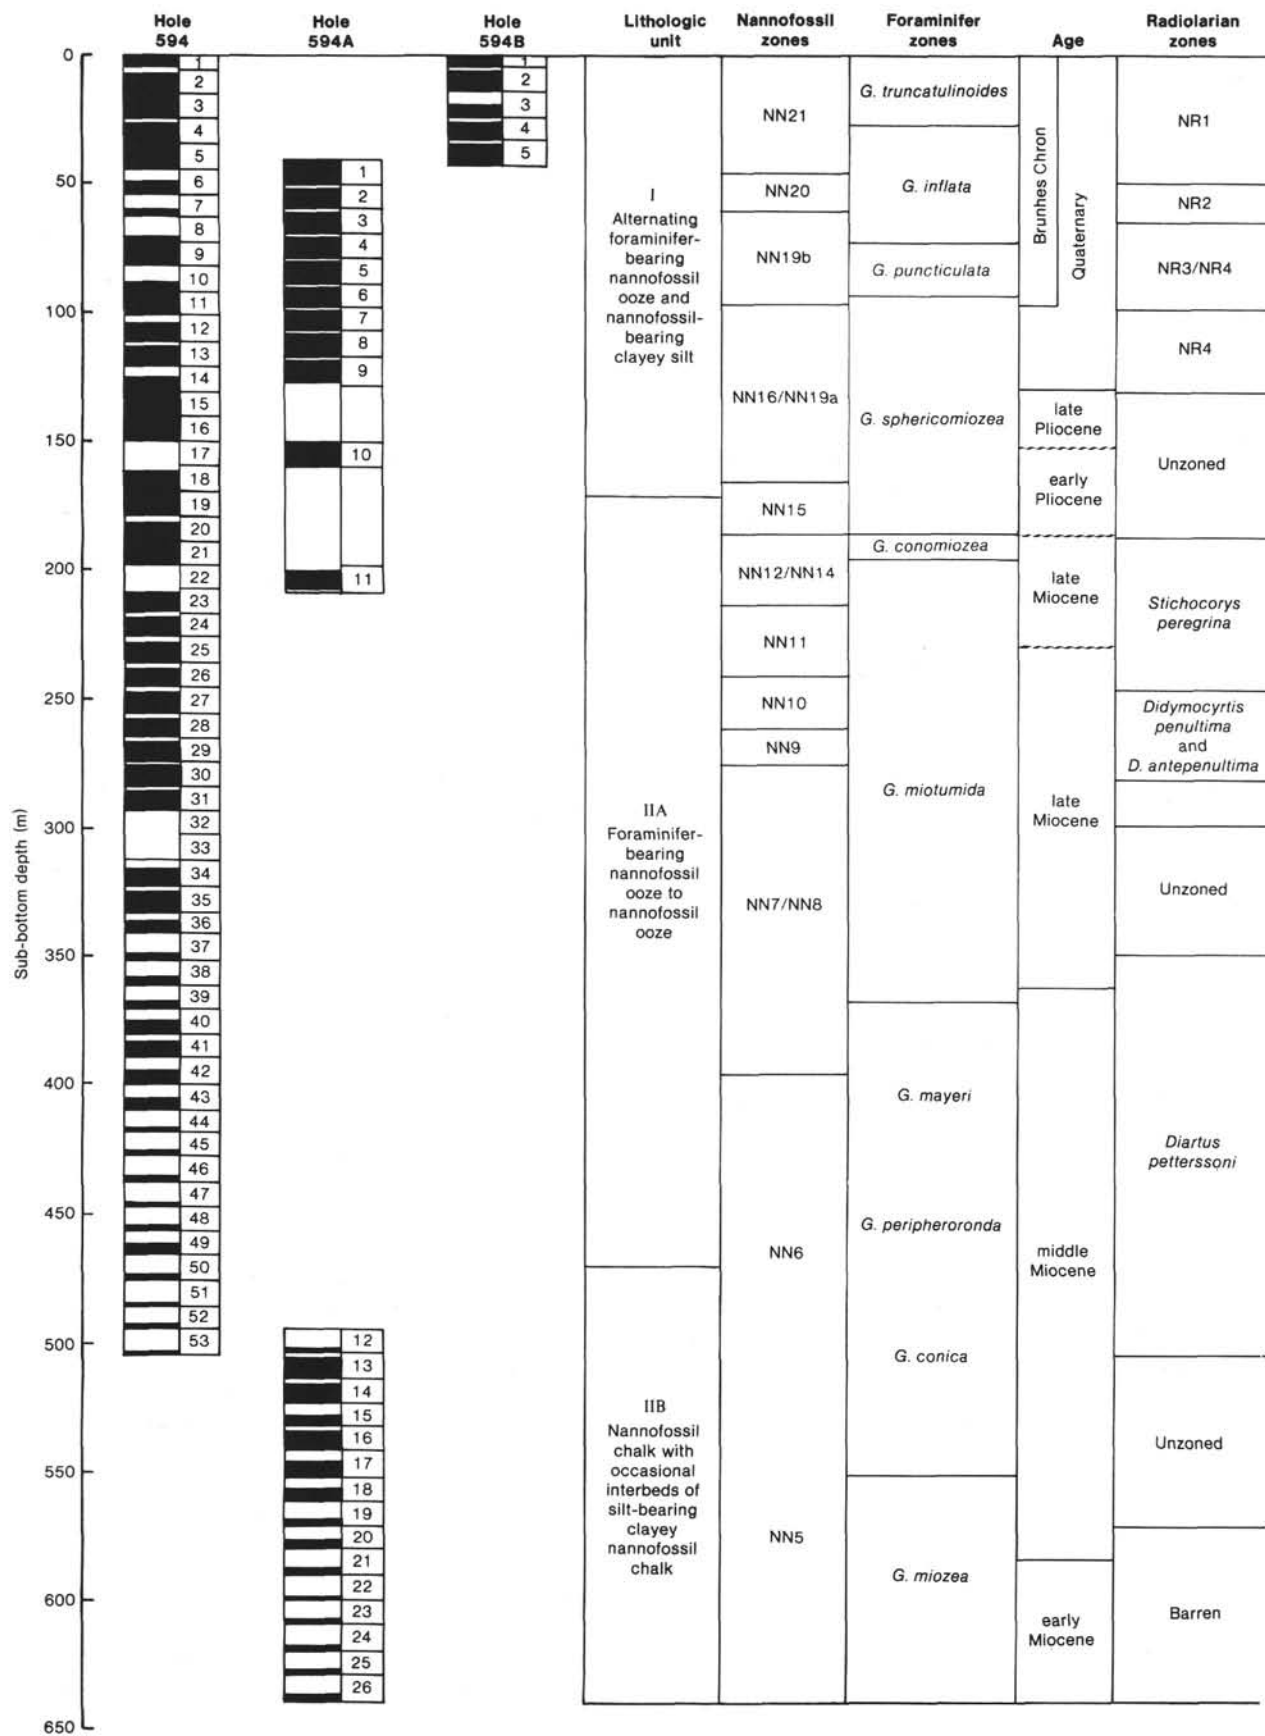 Hole
594
Hole
594A
Hole
594B
Lithologic
unit
Nannofossil
zones
Foraminifer
zones
Age
Radiolarian
zones
Sub-bottom depth (m)
0
50
100
150
200
250
300
350
400
450
500
550
600
650
1
2
3
4
5
6
7
8
9
10
11
12
13
14
15
16
17
18
19
20
21
22
23
24
25
26
27
28
29
30
31
32
33
34
35
36
37
38
39
40
41
42
43
44
45
46
47
48
49
50
51
52
53
1
2
3
4
5
6
7
8
9
10
11
12
13
14
15
16
17
18
19
20
21
22
23
24
25
26
1
2
3
4
5
I
Alternating
foraminifer-
bearing
nannofossil
ooze and
nannofossil-
bearing
clayey silt
IIA
Foraminifer-
bearing
nannofossil
ooze to
nannofossil
ooze
IIB
Nannofossil
chalk with
occasional
interbeds of
silt-bearing
clayey
nannofossil
chalk
NN21
NN20
NN19b
NN16/NN19a
NN15
NN12/NN14
NN11
NN10
NN9
NN7/NN8
NN6
NN5
G. truncatulinoides
G. inflata
G. puncticulata
G. sphericomiozea
G. conomiozea
G. miotumida
G. mayeri
G. peripheroronda
G. conica
G. miozea
Brunhes Chron
Quaternary
late
Pliocene
early
Pliocene
late
Miocene
late
Miocene
middle
Miocene
early
Miocene
NR1
NR2
NR3/NR4
NR4
Unzoned
Stichocorys
peregrina
Didymocyrtis
penultima
and
D. antepenultima
Unzoned
Diartus
petterssoni
Unzoned
Barren